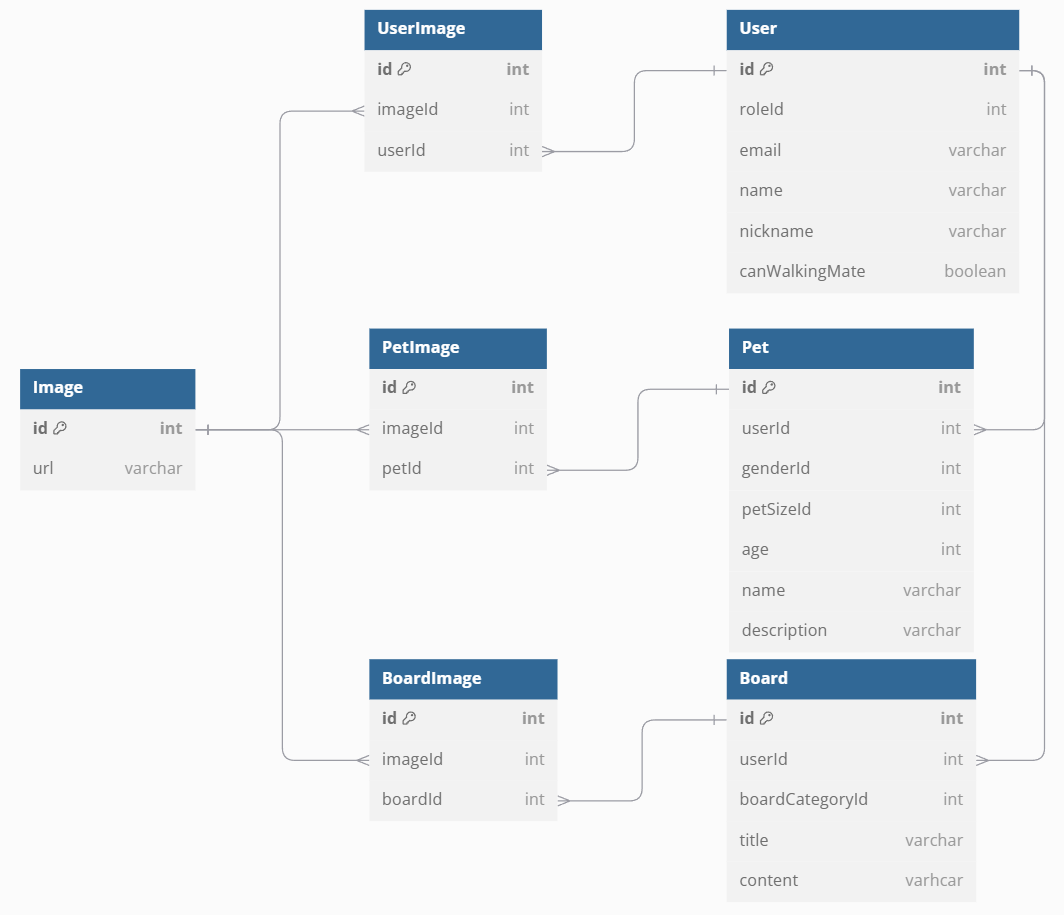 UserImage
id int
imageId int
userId int
User
id int
roleId int
email varchar
name varchar
nickname varchar
canWalkingMate boolean
Image
id int
url varchar
PetImage
id int
imageId int
petId int
Pet
id int
userId int
genderId int
petSizeId int
age int
name varchar
description varchar
BoardImage
id int
imageId int
boardId int
Board
id int
userId int
boardCategoryId int
title varchar
content varhcar